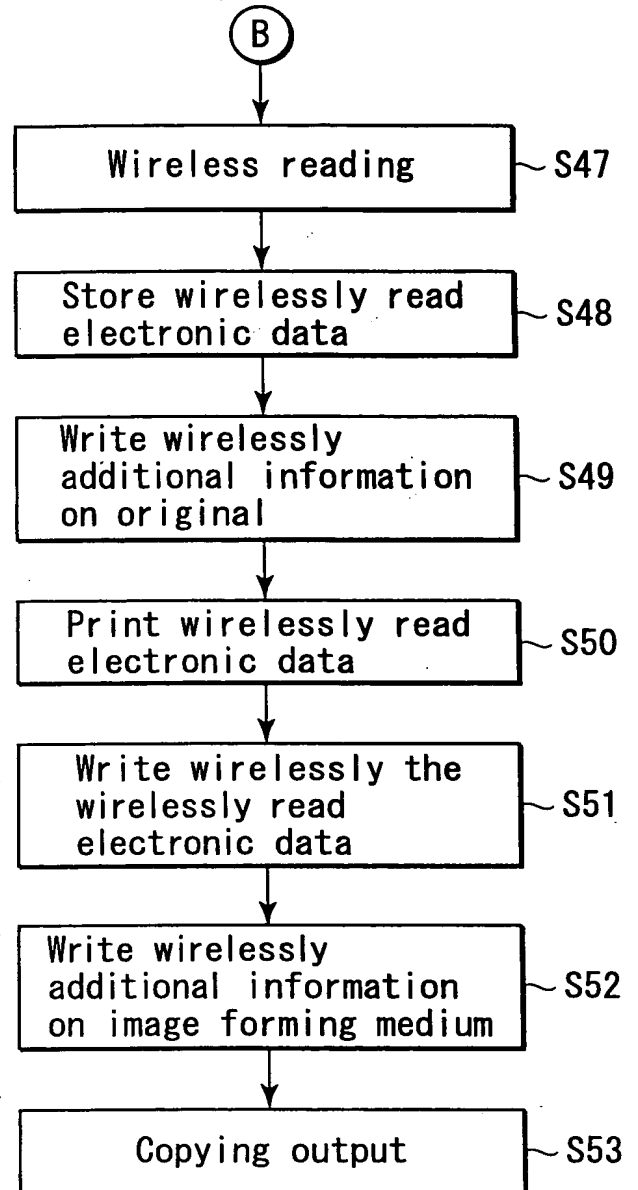 B
Wireless reading
S47
Store wirelessly read
electronic data
S48
Write wirelessly
additional information
on original
S49
Print wirelessly read
electronic data
S50
Write wirelessly the
wirelessly read
electronic data
S51
Write wirelessly
additional information
on image forming medium
S52
Copying output
S53